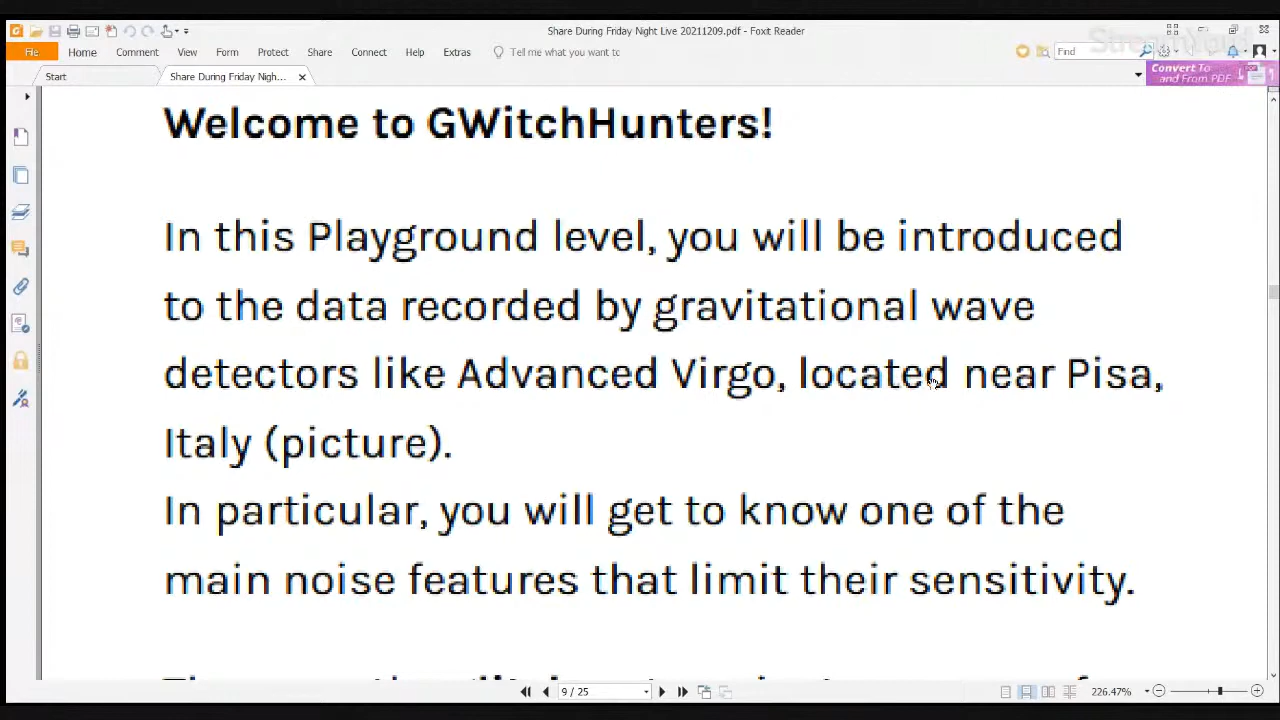 Share During Friday Night Live 20211209.pdf - Foxit Reader
File Home Comment View Form Protect Share Connect Help Extras Tell me what you want tc Find
Start Share During Friday Nigh... Convert To and From PDF
Welcome to GWitchHunters!
In this Playground level, you will be introduced
to the data recorded by gravitational wave
detectors like Advanced Virgo, located near Pisa,
Italy (picture).
In particular, you will get to know one of the
main noise features that limit their sensitivity.
9 / 25 226.47%